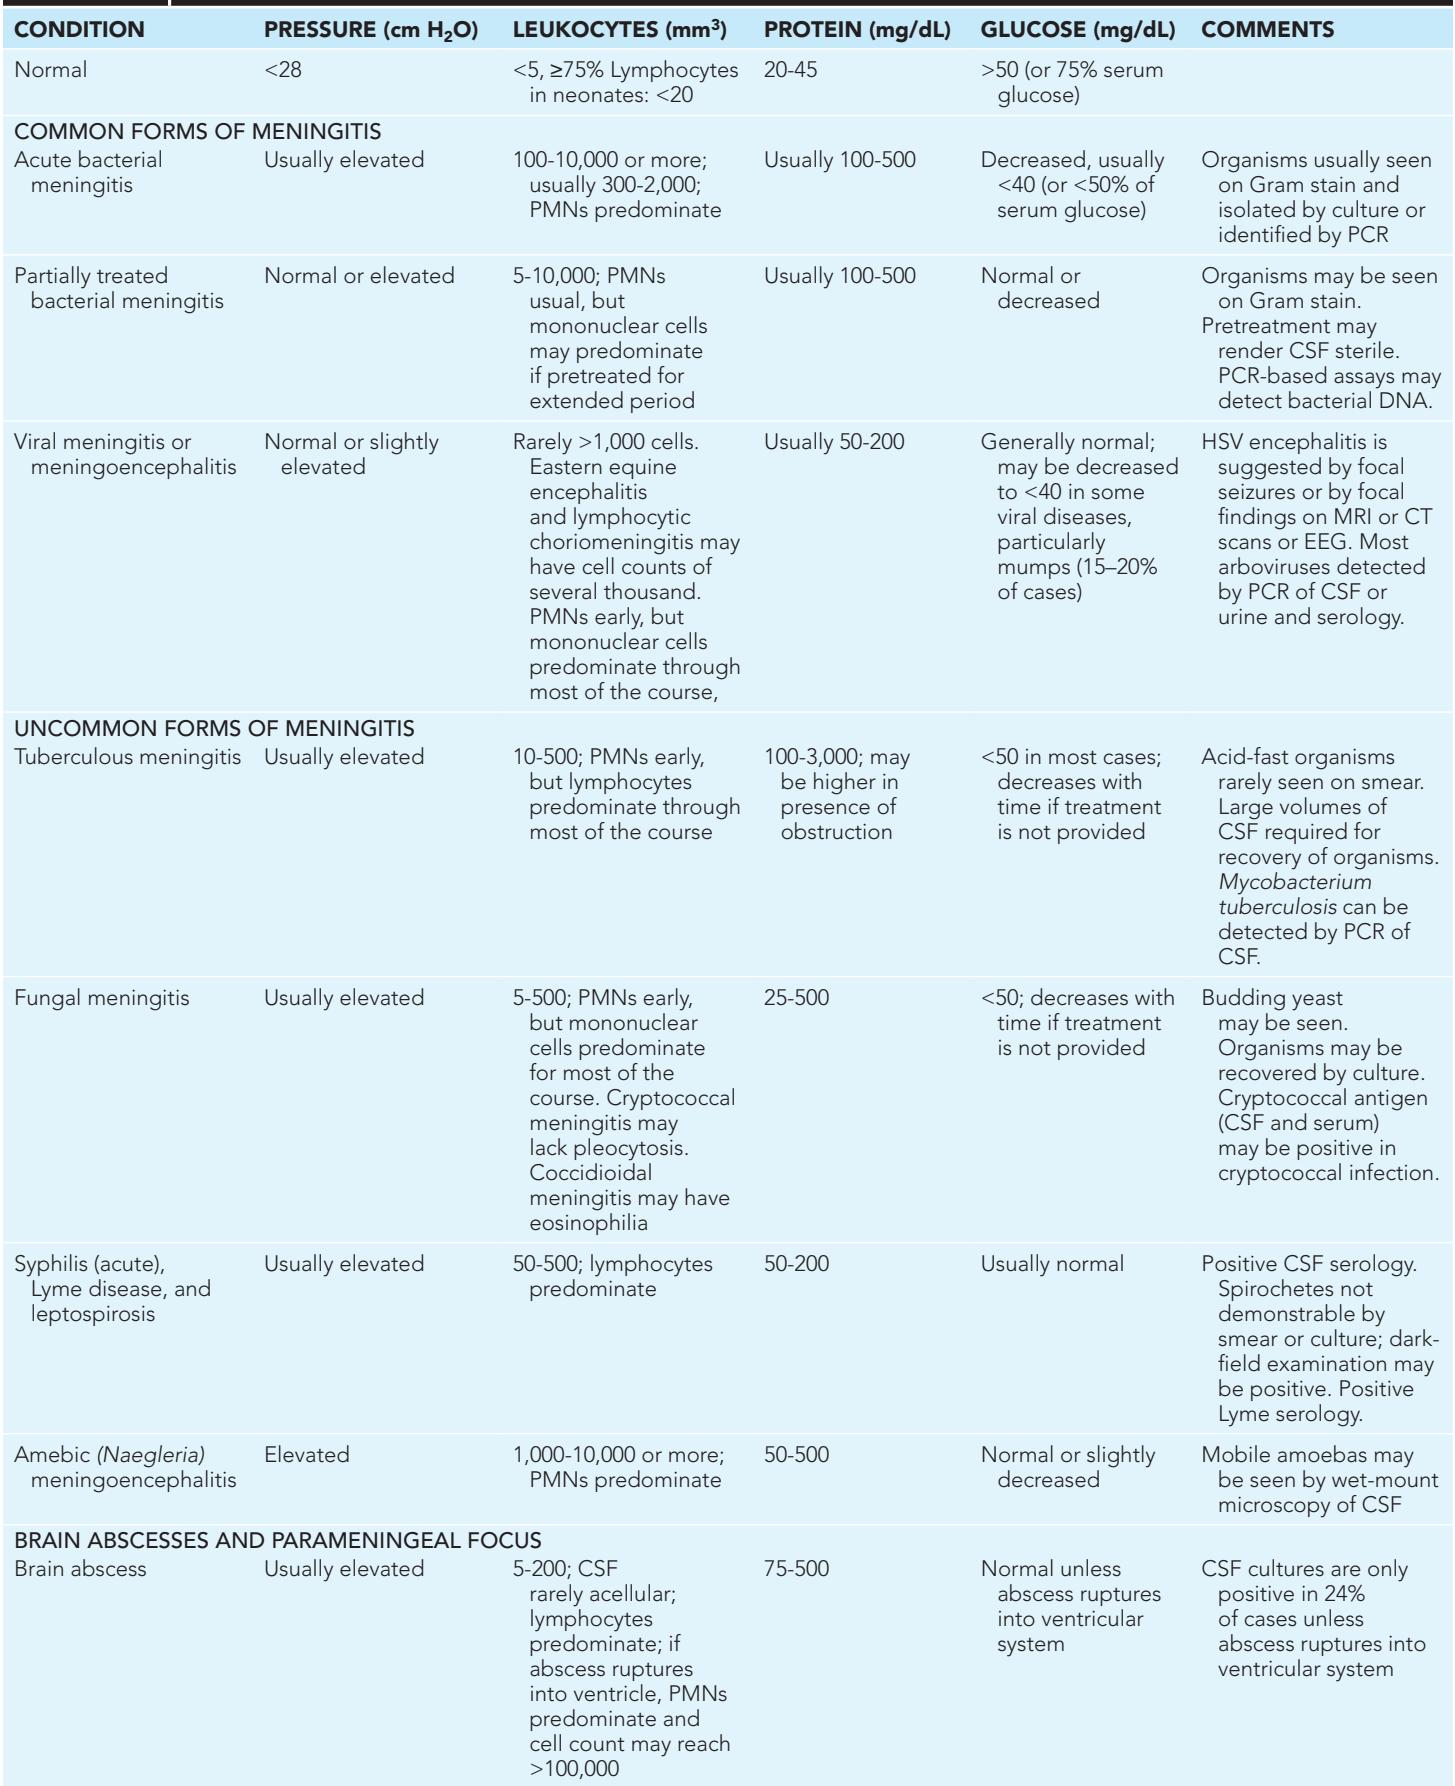 CONDITION
PRESSURE (cm H₂O)
LEUKOCYTES (mm³)
PROTEIN (mg/dL)
GLUCOSE (mg/dL)
COMMENTS
Normal
<28
<5, ≥75% Lymphocytes
in neonates: <20
20-45
>50 (or 75% serum
glucose)
COMMON FORMS OF MENINGITIS
Acute bacterial
meningitis
Usually elevated
100-10,000 or more;
usually 300-2,000;
PMNs predominate
Usually 100-500
Decreased, usually
<40 (or <50% of
serum glucose)
Organisms usually seen
on Gram stain and
isolated by culture or
identified by PCR
Partially treated
bacterial meningitis
Normal or elevated
5-10,000; PMNs
usual, but
mononuclear cells
may predominate
if pretreated for
extended period
Usually 100-500
Normal or
decreased
Organisms may be seen
on Gram stain.
Pretreatment may
render CSF sterile.
PCR-based assays may
detect bacterial DNA.
Viral meningitis or
meningoencephalitis
Normal or slightly
elevated
Rarely >1,000 cells.
Eastern equine
encephalitis
and lymphocytic
choriomeningitis may
have cell counts of
several thousand.
PMNs early, but
mononuclear cells
predominate through
most of the course,
Usually 50-200
Generally normal;
may be decreased
to <40 in some
viral diseases,
particularly
mumps (15–20%
of cases)
HSV encephalitis is
suggested by focal
seizures or by focal
findings on MRI or CT
scans or EEG. Most
arboviruses detected
by PCR of CSF or
urine and serology.
UNCOMMON FORMS OF MENINGITIS
Tuberculous meningitis
Usually elevated
10-500; PMNs early,
but lymphocytes
predominate through
most of the course
100-3,000; may
be higher in
presence of
obstruction
<50 in most cases;
decreases with
time if treatment
is not provided
Acid-fast organisms
rarely seen on smear.
Large volumes of
CSF required for
recovery of organisms.
Mycobacterium
tuberculosis can be
detected by PCR of
CSF.
Fungal meningitis
Usually elevated
5-500; PMNs early,
but mononuclear
cells predominate
for most of the
course. Cryptococcal
meningitis may
lack pleocytosis.
Coccidioidal
meningitis may have
eosinophilia
25-500
<50; decreases with
time if treatment
is not provided
Budding yeast
may be seen.
Organisms may be
recovered by culture.
Cryptococcal antigen
(CSF and serum)
may be positive in
cryptococcal infection.
Syphilis (acute),
Lyme disease, and
leptospirosis
Usually elevated
50-500; lymphocytes
predominate
50-200
Usually normal
Positive CSF serology.
Spirochetes not
demonstrable by
smear or culture; dark-
field examination may
be positive. Positive
Lyme serology.
Amebic (Naegleria)
meningoencephalitis
Elevated
1,000-10,000 or more;
PMNs predominate
50-500
Normal or slightly
decreased
Mobile amoebas may
be seen by wet-mount
microscopy of CSF
BRAIN ABSCESSES AND PARAMENINGEAL FOCUS
Brain abscess
Usually elevated
5-200; CSF
rarely acellular;
lymphocytes
predominate; if
abscess ruptures
into ventricle, PMNs
predominate and
cell count may reach
>100,000
75-500
Normal unless
abscess ruptures
into ventricular
system
CSF cultures are only
positive in 24%
of cases unless
abscess ruptures into
ventricular system